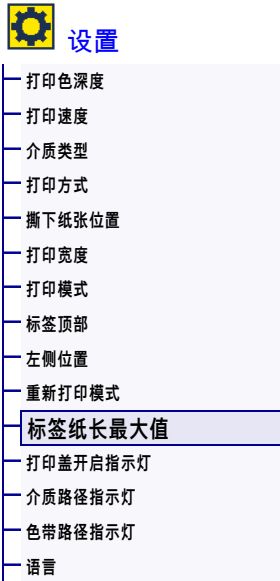 设置
打印色深度
打印速度
介质类型
打印方式
撕下纸张位置
打印宽度
打印模式
标签顶部
左侧位置
重新打印模式
标签纸长最大值
打印盖开启指示灯
介质路径指示灯
色带路径指示灯
语言